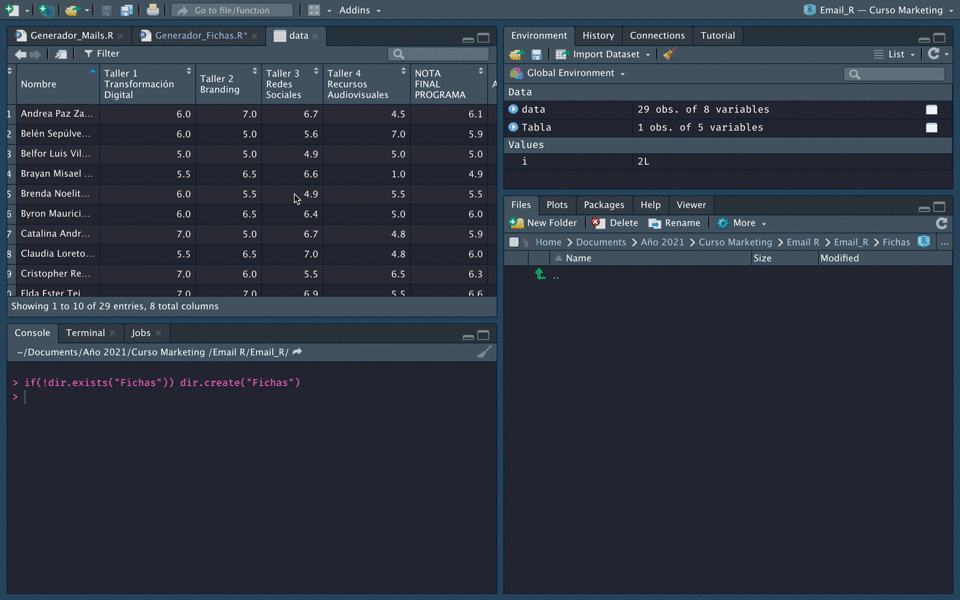 Go to file/function
Addins
Email_R — Curso Marketing
Generador_Mails.R
Generador_Fichas.R*
data
Filter
Nombre
Taller 1 Transformación Digital
Taller 2 Branding
Taller 3 Redes Sociales
Taller 4 Recursos Audiovisuales
NOTA FINAL PROGRAMA
A
1 Andrea Paz Za... 6.0 7.0 6.7 4.5 6.1
2 Belén Sepúlve... 6.0 5.0 5.6 7.0 5.9
3 Belfor Luis Vil... 5.0 5.0 4.9 5.0 5.0
4 Brayan Misael ... 5.5 6.5 6.6 1.0 4.9
5 Brenda Noelit... 6.0 5.5 4.9 5.5 5.5
6 Byron Maurici... 6.0 6.5 6.4 5.0 6.0
7 Catalina Andr... 7.0 5.0 6.7 4.8 5.9
8 Claudia Loreto... 5.5 6.5 7.0 4.8 6.0
9 Cristopher Re... 7.0 6.0 5.5 6.5 6.3
0 Elda Ester Tei... 7.0 7.0 6.9 5.5 6.6
Showing 1 to 10 of 29 entries, 8 total columns
Console
Terminal
Jobs
~/Documents/Año 2021/Curso Marketing /Email R/Email_R/
> if(!dir.exists("Fichas")) dir.create("Fichas")
>
Environment
History
Connections
Tutorial
Import Dataset
List
Global Environment
Data
data 29 obs. of 8 variables
Tabla 1 obs. of 5 variables
Values
i 2L
Files
Plots
Packages
Help
Viewer
New Folder
Delete
Rename
More
Home > Documents > Año 2021 > Curso Marketing > Email R > Email_R > Fichas
...
Name
Size
Modified
..